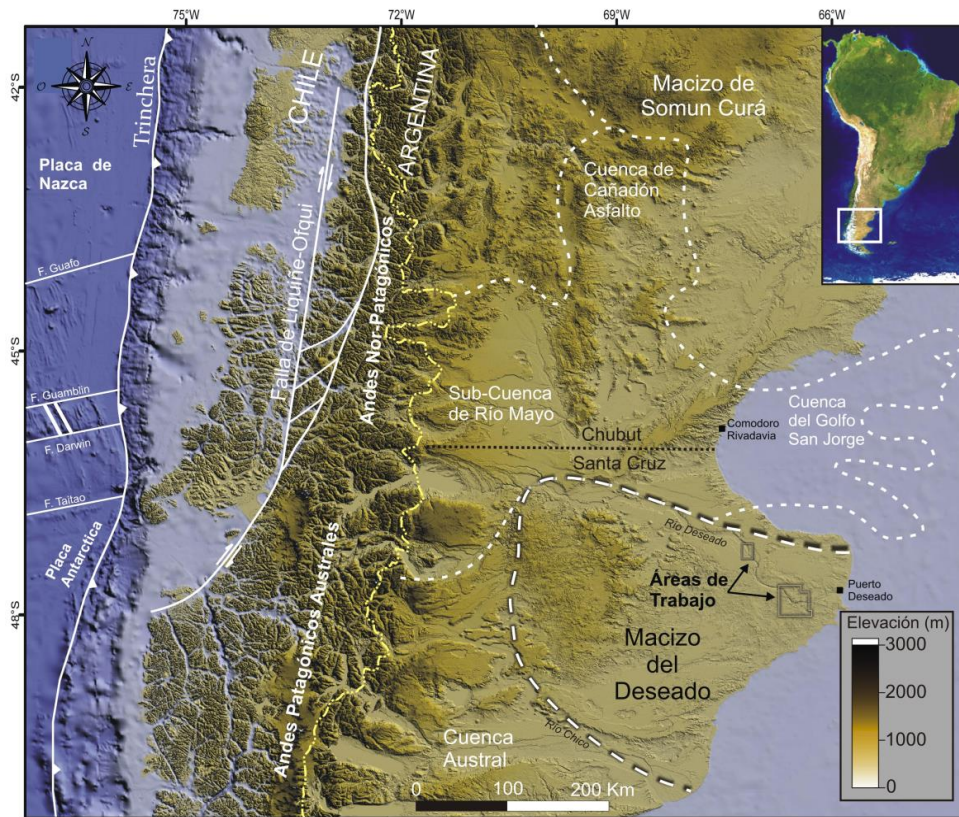 75°W
72°W
69°W
66°W
42°S
45°S
48°S
N
O
E
S
Trinchera
Placa de
Nazca
CHILE
ARGENTINA
Macizo de
Somun Curá
Cuenca de
Cañadón
Asfalto
F. Guafo
Falla de Liquiñe-Ofqui
Andes Nor-Patagónicos
F. Guamblin
F. Darwin
F. Taitao
Placa
Antarctica
Sub-Cuenca
de Río Mayo
Chubut
Santa Cruz
Comodoro
Rivadavia
Cuenca
del Golfo
San Jorge
Río Deseado
Áreas de
Trabajo
Puerto
Deseado
Andes Patagónicos Australes
Macizo
del
Deseado
Río Chico
Cuenca
Austral
0 100 200 Km
Elevación (m)
3000
2000
1000
0